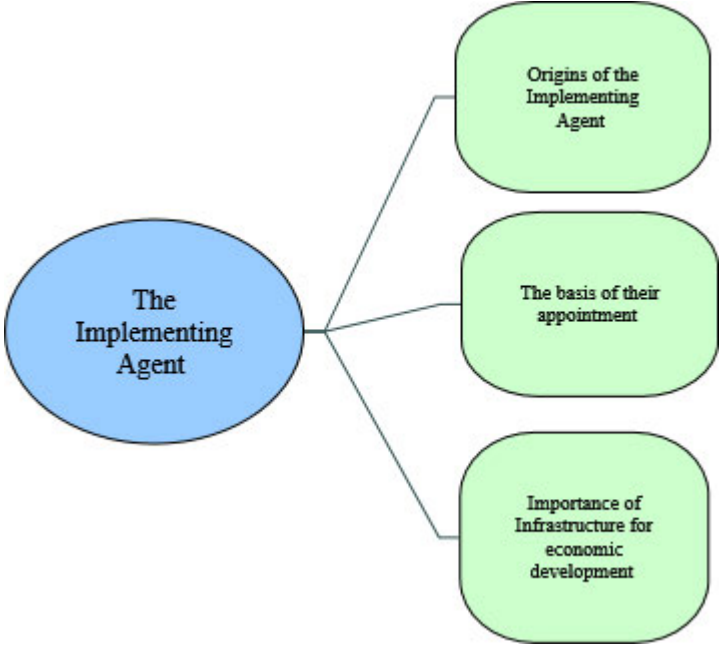 The
Implementing
Agent
Origins of the
Implementing
Agent
The basis of their
appointment
Importance of
Infrastructure for
economic
development